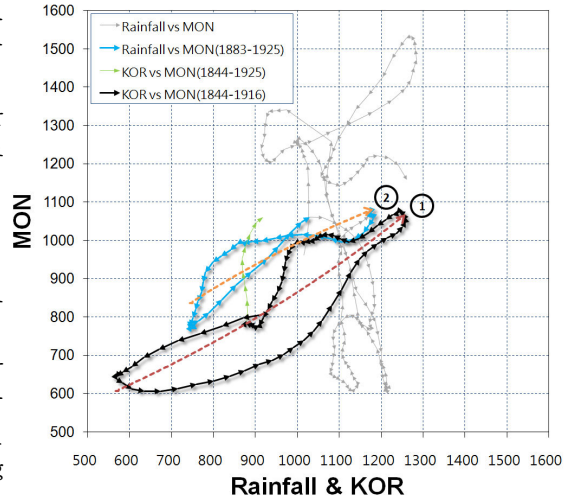 1600
1500
1400
1300
1200
1100
1000
900
800
700
600
500
MON
Rainfall vs MON
Rainfall vs MON(1883-1925)
KOR vs MON(1844-1925)
KOR vs MON(1844-1916)
2
1
500 600 700 800 900 1000 1100 1200 1300 1400 1500 1600
Rainfall & KOR
g